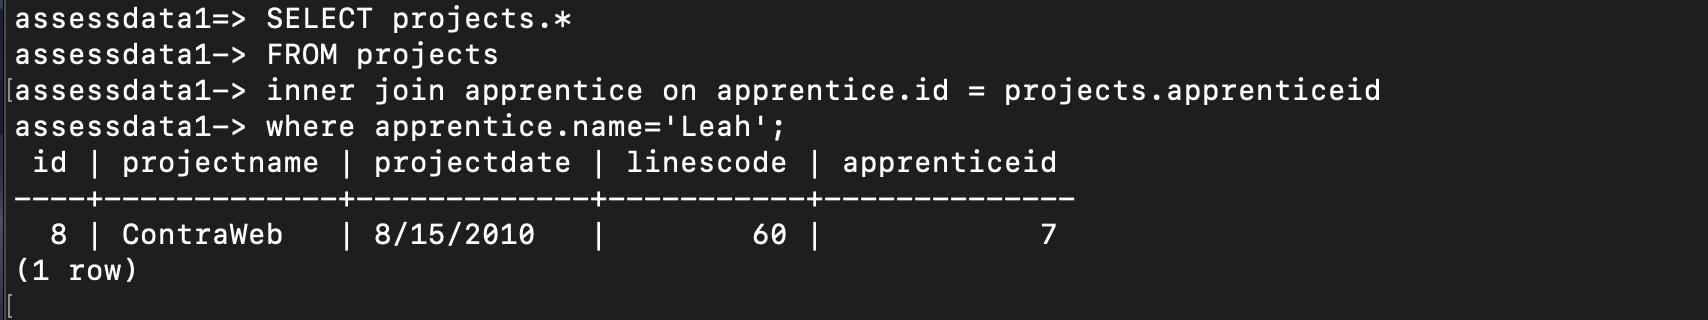 assessdata1=> SELECT projects.*
assessdata1-> FROM projects
[assessdata1-> inner join apprentice on apprentice.id = projects.apprenticeid
assessdata1-> where apprentice.name='Leah';
 id | projectname | projectdate | linescode | apprenticeid
----+-------------+-------------+-----------+--------------
  8 | ContraWeb   | 8/15/2010   |        60 |            7
(1 row)
[